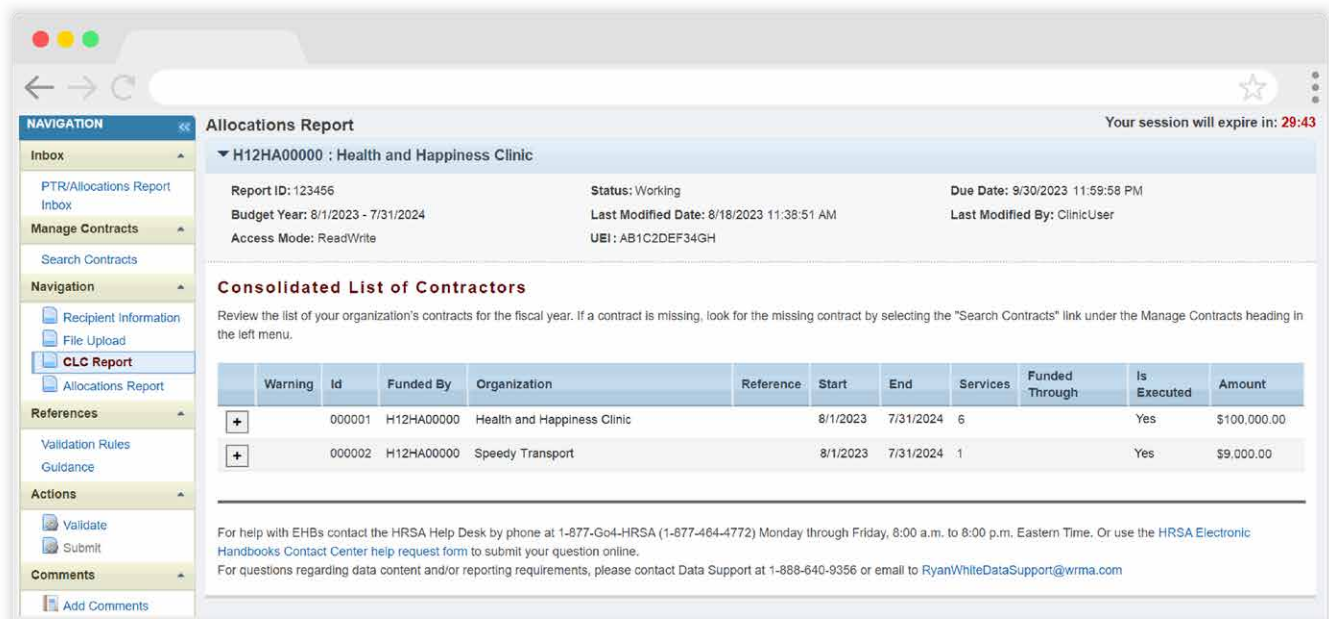 NAVIGATION «
Inbox
PTR/Allocations Report
Inbox
Manage Contracts
Search Contracts
Navigation
Recipient Information
File Upload
CLC Report
Allocations Report
References
Validation Rules
Guidance
Actions
Validate
Submit
Comments
Add Comments
Allocations Report
Your session will expire in: 29:43
H12HA00000 : Health and Happiness Clinic
Report ID: 123456 Status: Working Due Date: 9/30/2023 11:59:58 PM
Budget Year: 8/1/2023 - 7/31/2024 Last Modified Date: 8/18/2023 11:38:51 AM Last Modified By: ClinicUser
Access Mode: ReadWrite UEI: AB1C2DEF34GH
Consolidated List of Contractors
Review the list of your organization's contracts for the fiscal year. If a contract is missing, look for the missing contract by selecting the "Search Contracts" link under the Manage Contracts heading in
the left menu.
Warning Id Funded By Organization Reference Start End Services Funded Through Is Executed Amount
+ 000001 H12HA00000 Health and Happiness Clinic 8/1/2023 7/31/2024 6 Yes $100,000.00
+ 000002 H12HA00000 Speedy Transport 8/1/2023 7/31/2024 1 Yes $9,000.00
For help with EHBs contact the HRSA Help Desk by phone at 1-877-Go4-HRSA (1-877-464-4772) Monday through Friday, 8:00 a.m. to 8:00 p.m. Eastern Time. Or use the HRSA Electronic
Handbooks Contact Center help request form to submit your question online.
For questions regarding data content and/or reporting requirements, please contact Data Support at 1-888-640-9356 or email to RyanWhiteDataSupport@wrma.com